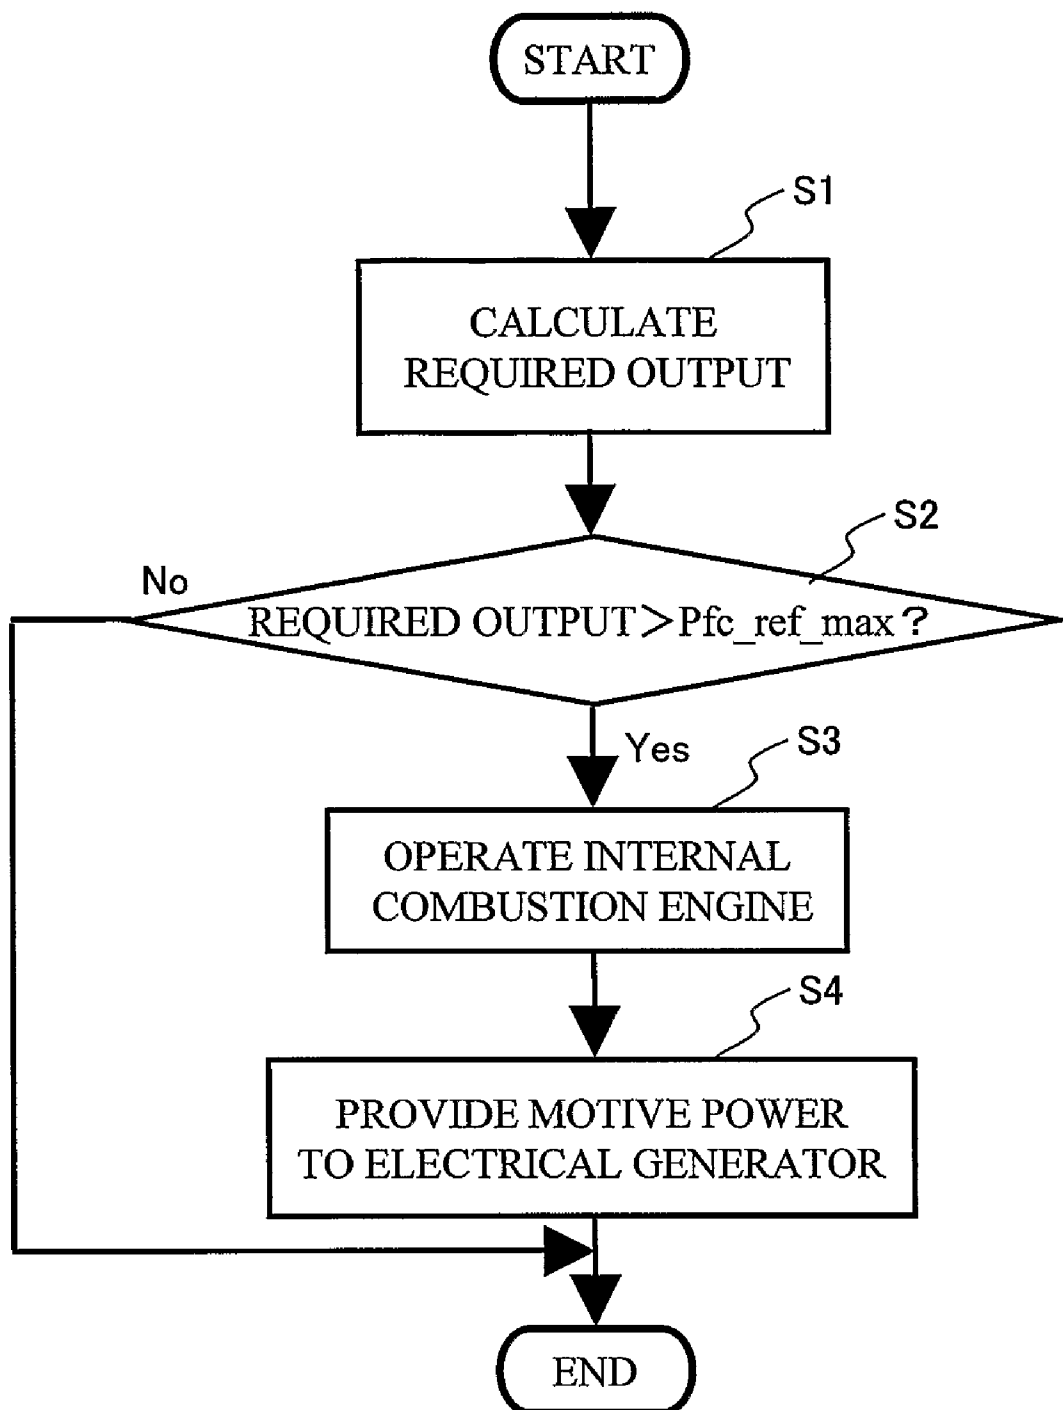 START
S1
CALCULATE
REQUIRED OUTPUT
S2
No
REQUIRED OUTPUT＞Pfc_ref_max？
Yes
S3
OPERATE INTERNAL
COMBUSTION ENGINE
S4
PROVIDE MOTIVE POWER
TO ELECTRICAL GENERATOR
END